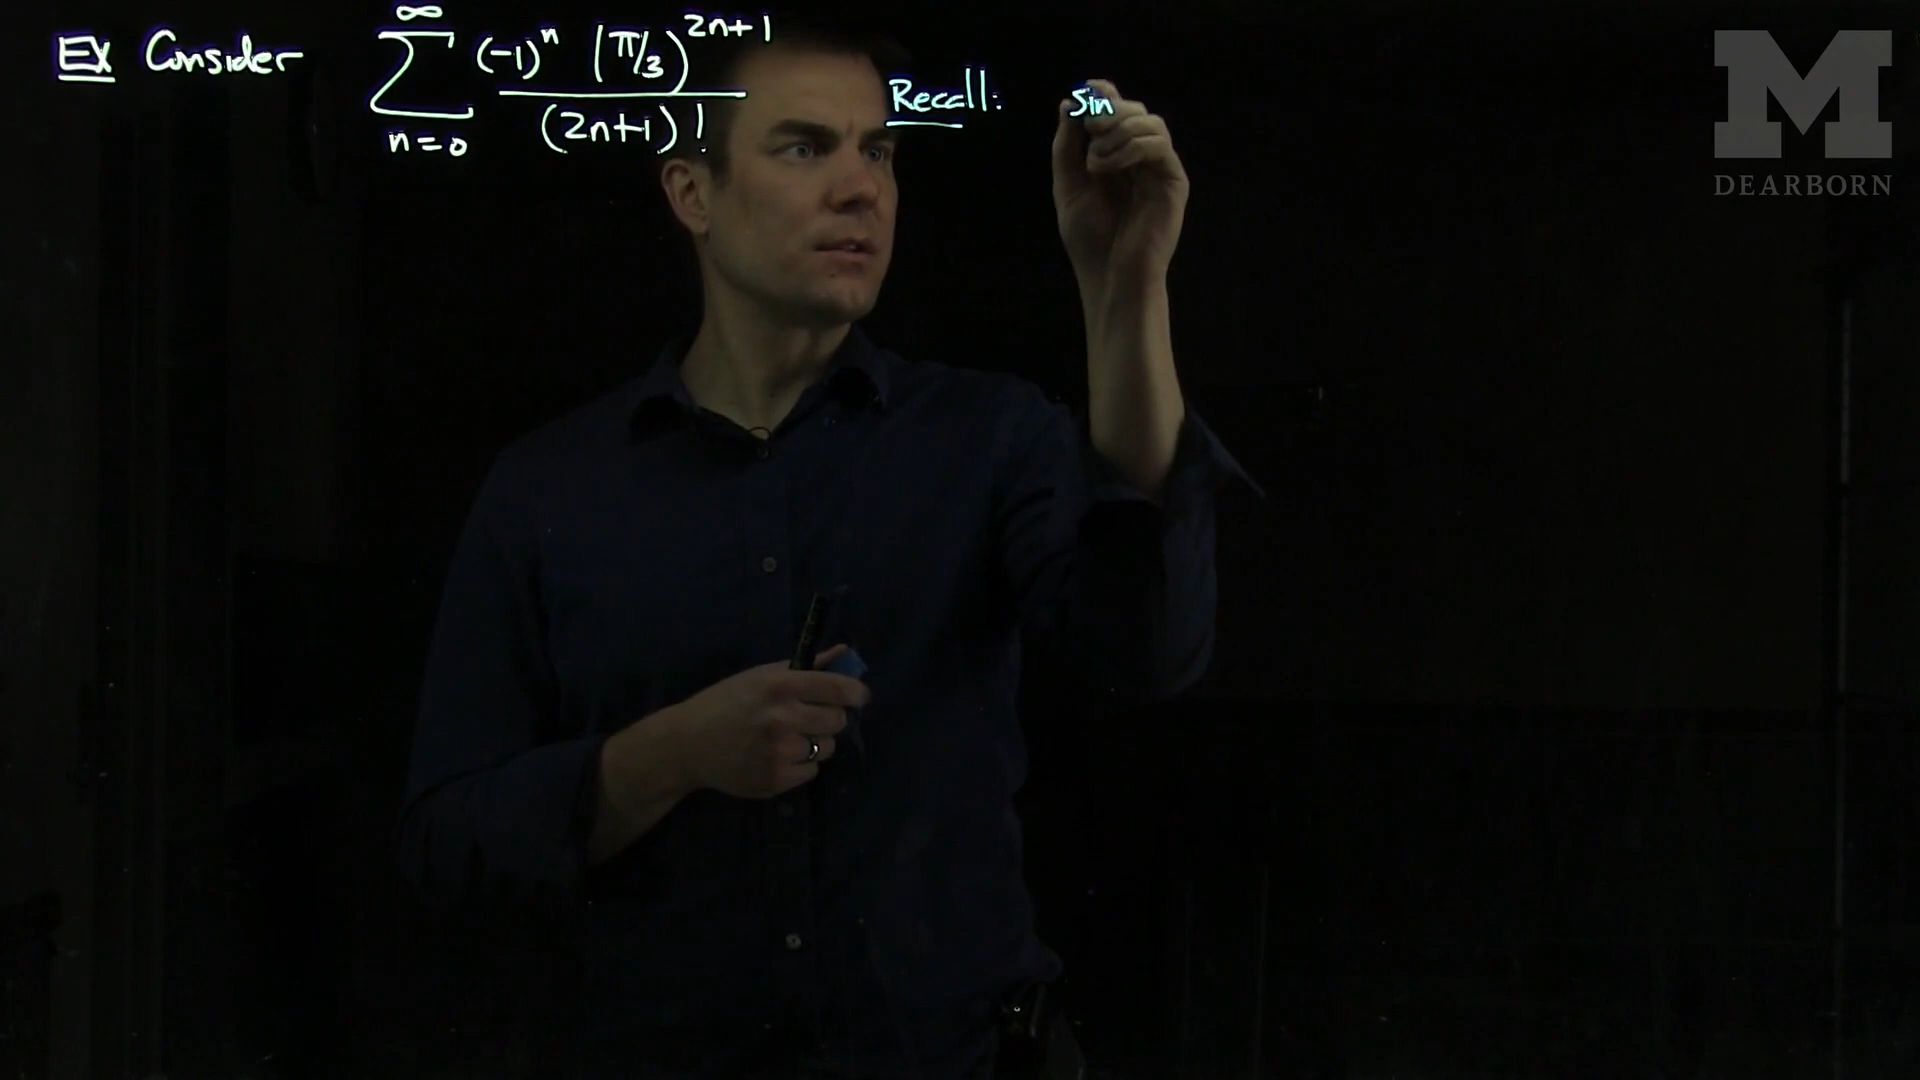 EX Consider ∞ ∑ n=0 (-1)^n (π/3)^{2n+1} / (2n+1)!
Recall: Sin
M
DEARBORN